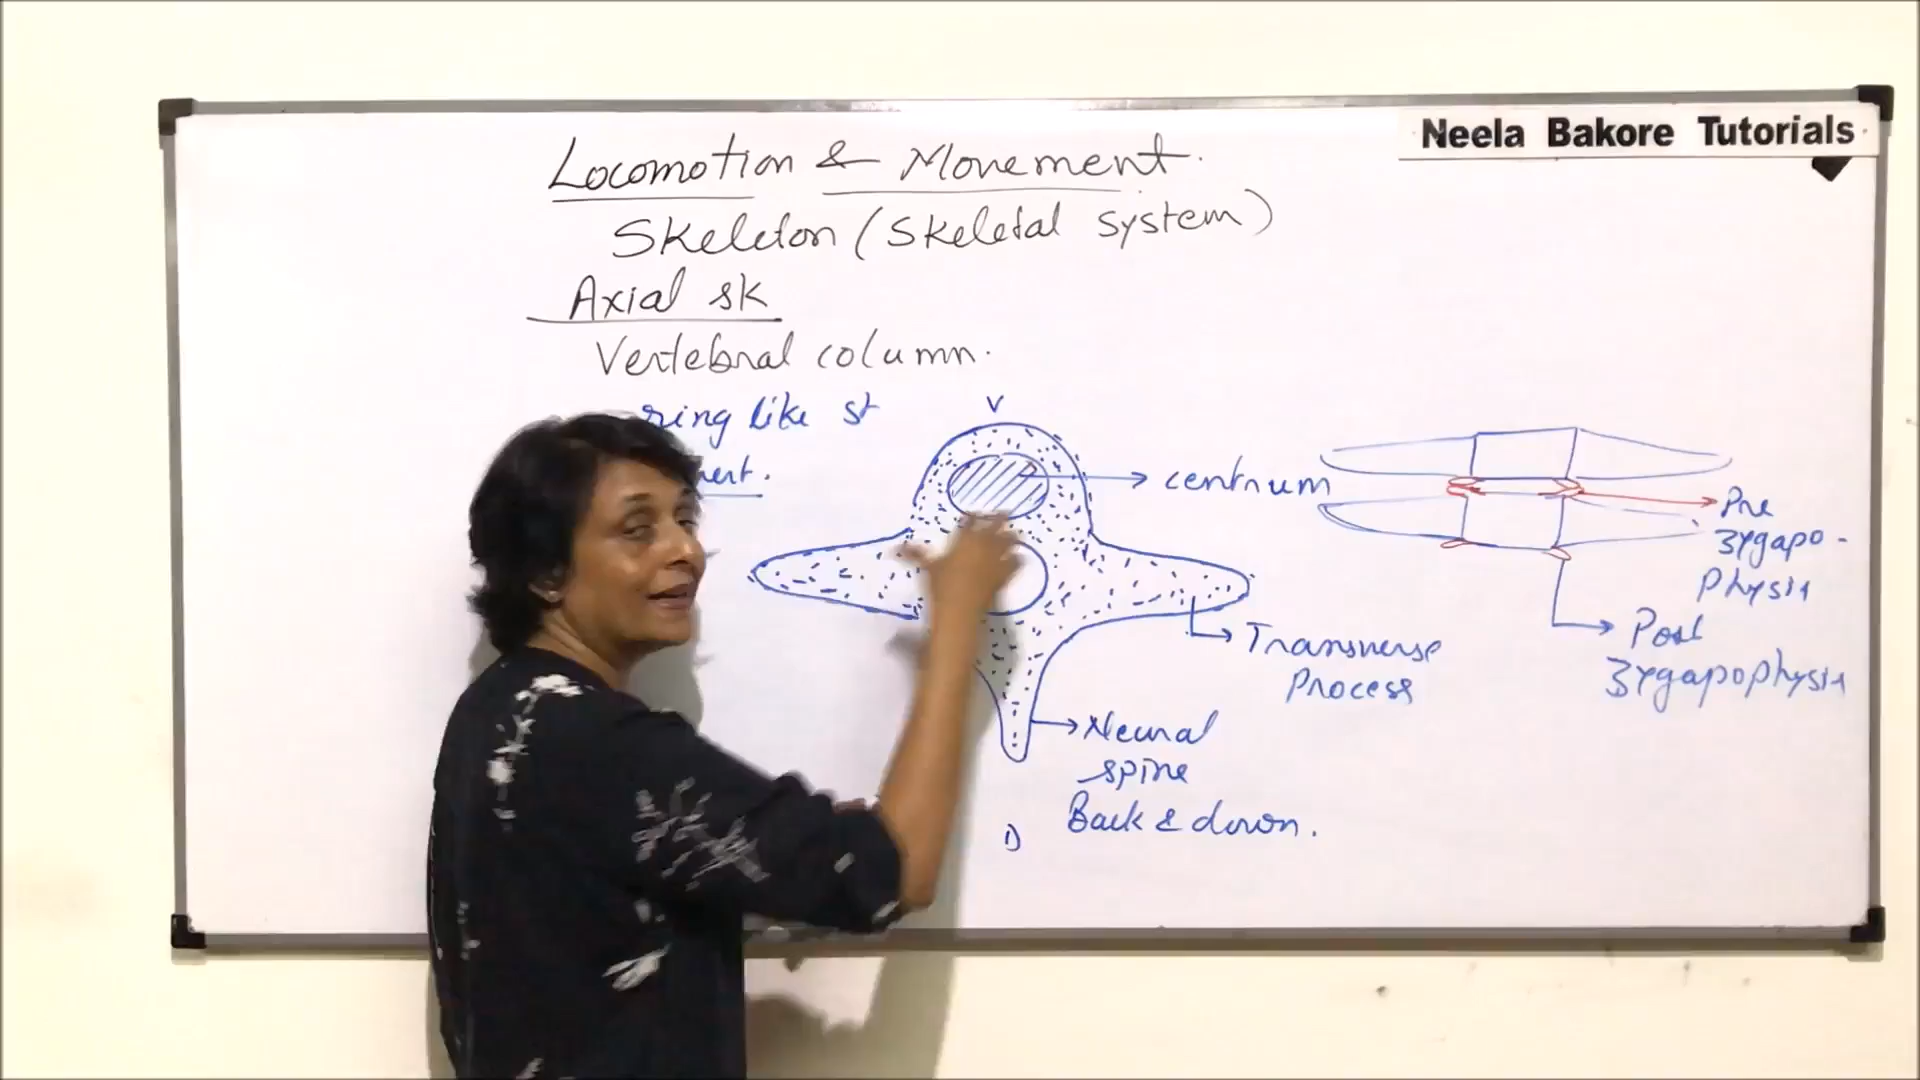 Neela Bakore Tutorials
Locomotion & Movement.
Skeleton (Skeletal system)
Axial sk
Vertebral column.
ring like st
V
centrum
Pre
zygapo-
physis
Post
zygapophysis
Transverse
Process
Neural
spine
Back & down.
D